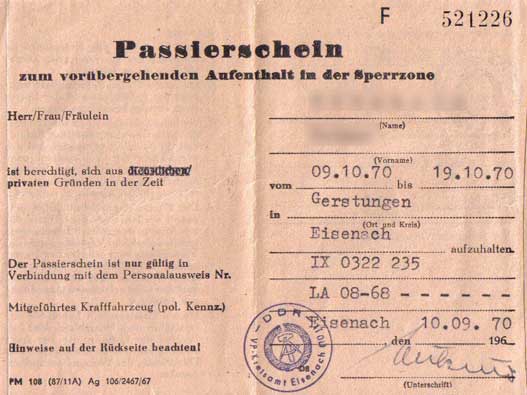 F 521226
Passierschein
zum vorübergehenden Aufenthalt in der Sperrzone
Herr/Frau/Fräulein
(Name)
(Vorname)
ist berechtigt, sich aus
privaten Gründen in der Zeit
vom 09.10.70 bis 19.10.70
in Gerstungen
(Ort und Kreis)
Eisenach aufzuhalten.
Der Passierschein ist nur gültig in
Verbindung mit dem Personalausweis Nr. IX 0322 235
Mitgeführtes Kraftfahrzeug (pol. Kennz.) LA 08-68 - - - - - -
Eisenach den 10.09. 70 196
Hinweise auf der Rückseite beachten!
DDR
VP-Kreisamt Eisenach
(Unterschrift)
PM 108 (87/11A) Ag 106/2467/67